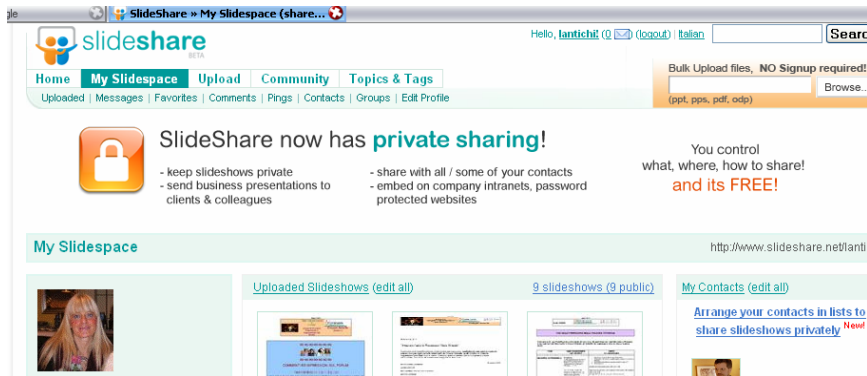 gle
SlideShare » My Slidespace (share...
slideshare
BETA
Hello, lantichi! (0 ) (logout) | Italian
Searc
Home My Slidespace Upload Community Topics & Tags
Uploaded | Messages | Favorites | Comments | Pings | Contacts | Groups | Edit Profile
Bulk Upload files, NO Signup required!
Browse..
(ppt, pps, pdf, odp)
SlideShare now has private sharing!
- keep slideshows private
- send business presentations to
clients & colleagues
- share with all / some of your contacts
- embed on company intranets, password
protected websites
You control
what, where, how to share!
and its FREE!
My Slidespace
http://www.slideshare.net/lanti
Uploaded Slideshows (edit all)
9 slideshows (9 public)
My Contacts (edit all)
Arrange your contacts in lists to
share slideshows privately New!